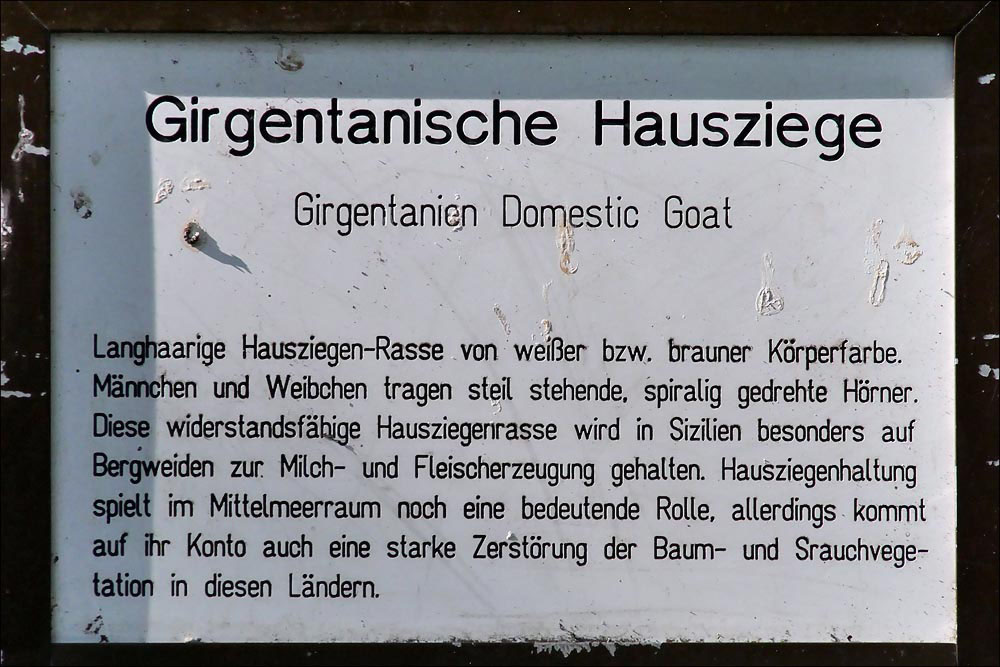 Girgentanische Hausziege
Girgentanien Domestic Goat
Langhaarige Hausziegen-Rasse von weißer bzw. brauner Körperfarbe.
Männchen und Weibchen tragen steil stehende, spiralig gedrehte Hörner.
Diese widerstandsfähige Hausziegenrasse wird in Sizilien besonders auf
Bergweiden zur Milch- und Fleischerzeugung gehalten. Hausziegenhaltung
spielt im Mittelmeerraum noch eine bedeutende Rolle, allerdings kommt
auf ihr Konto auch eine starke Zerstörung der Baum- und Srauchvege-
tation in diesen Ländern.